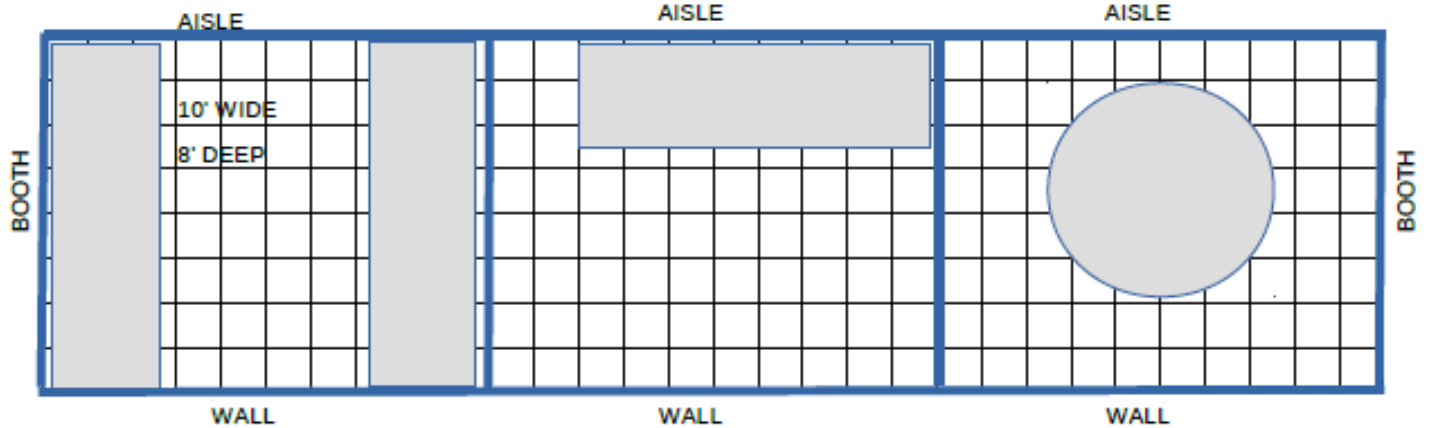 AISLE
AISLE
AISLE
10' WIDE
8' DEEP
BOOTH
BOOTH
WALL
WALL
WALL